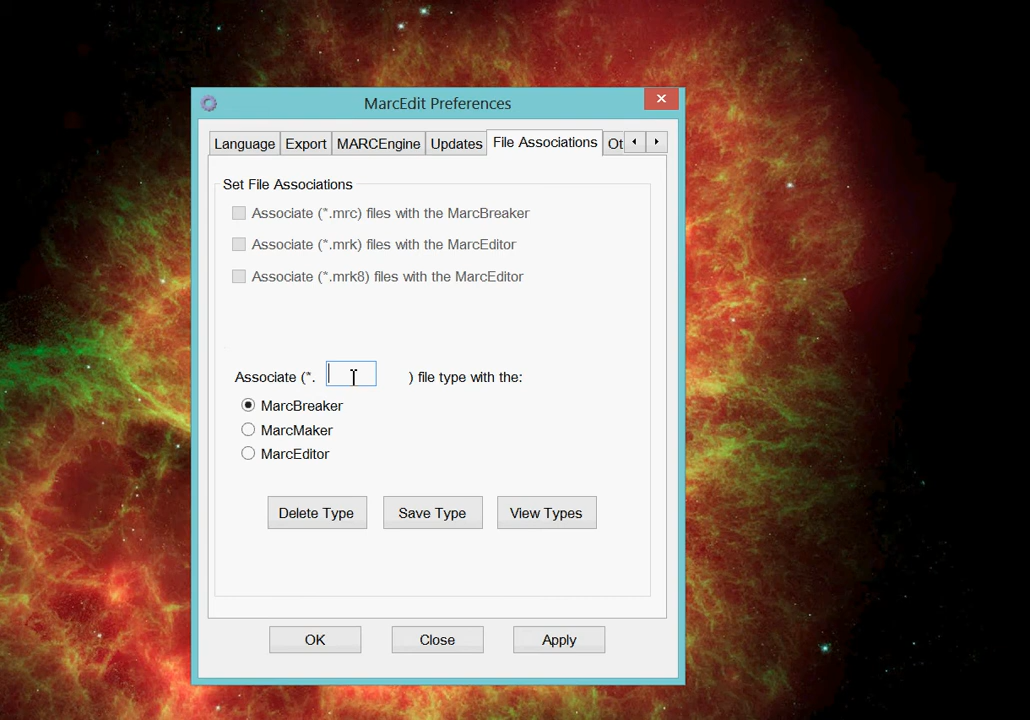 MarcEdit Preferences
Language Export MARCEngine Updates File Associations Ot
Set File Associations
Associate (*.mrc) files with the MarcBreaker
Associate (*.mrk) files with the MarcEditor
Associate (*.mrk8) files with the MarcEditor
Associate (*. ) file type with the:
MarcBreaker
MarcMaker
MarcEditor
Delete Type Save Type View Types
OK Close Apply